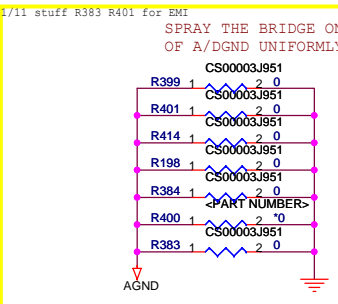 1/11 stuff R383 R401 for EMI
SPRAY THE BRIDGE ON
OF A/DGND UNIFORMLY
CS00003J951
R399 1 2 0
CS00003J951
R401 1 2 0
CS00003J951
R414 1 2 0
CS00003J951
R198 1 2 0
CS00003J951
R384 1 2 0
<PART NUMBER>
R400 1 2 *0
CS00003J951
R383 1 2 0
AGND